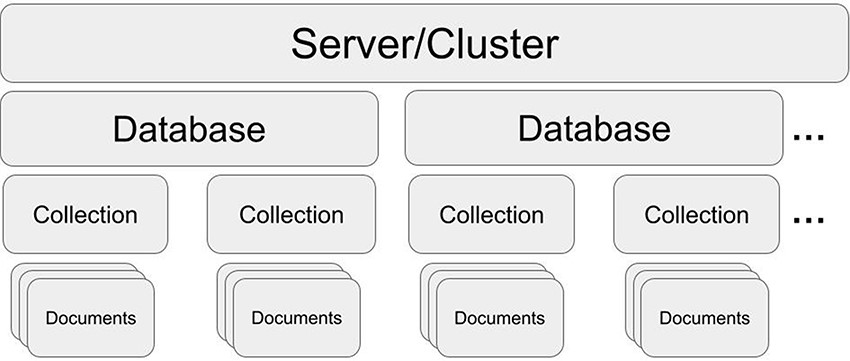 Server/Cluster
Database Database ...
Collection Collection Collection Collection ...
Documents Documents Documents Documents